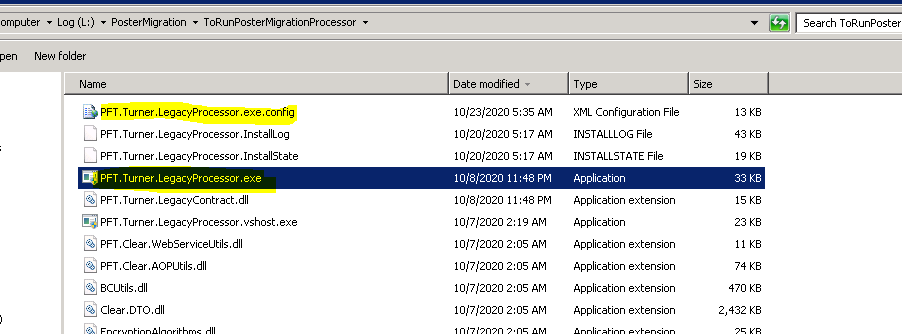 omputer ▾ Log (L:) ▾ PosterMigration ▾ ToRunPosterMigrationProcessor ▾ Search ToRunPoster
pen New folder
Name Date modified Type Size
PFT.Turner.LegacyProcessor.exe.config 10/23/2020 5:35 AM XML Configuration File 13 KB
PFT.Turner.LegacyProcessor.InstallLog 10/20/2020 5:17 AM INSTALLLOG File 43 KB
PFT.Turner.LegacyProcessor.InstallState 10/20/2020 5:17 AM INSTALLSTATE File 19 KB
PFT.Turner.LegacyProcessor.exe 10/8/2020 11:48 PM Application 33 KB
PFT.Turner.LegacyContract.dll 10/8/2020 11:48 PM Application extension 15 KB
PFT.Turner.LegacyProcessor.vshost.exe 10/7/2020 2:19 AM Application 23 KB
PFT.Clear.WebServiceUtils.dll 10/7/2020 2:05 AM Application extension 11 KB
PFT.Clear.AOPUtils.dll 10/7/2020 2:05 AM Application extension 74 KB
BCUtils.dll 10/7/2020 2:05 AM Application extension 470 KB
Clear.DTO.dll 10/7/2020 2:05 AM Application extension 2,432 KB
EncryptionAlgorithms.dll 10/7/2020 2:05 AM Application extension 25 KB
)